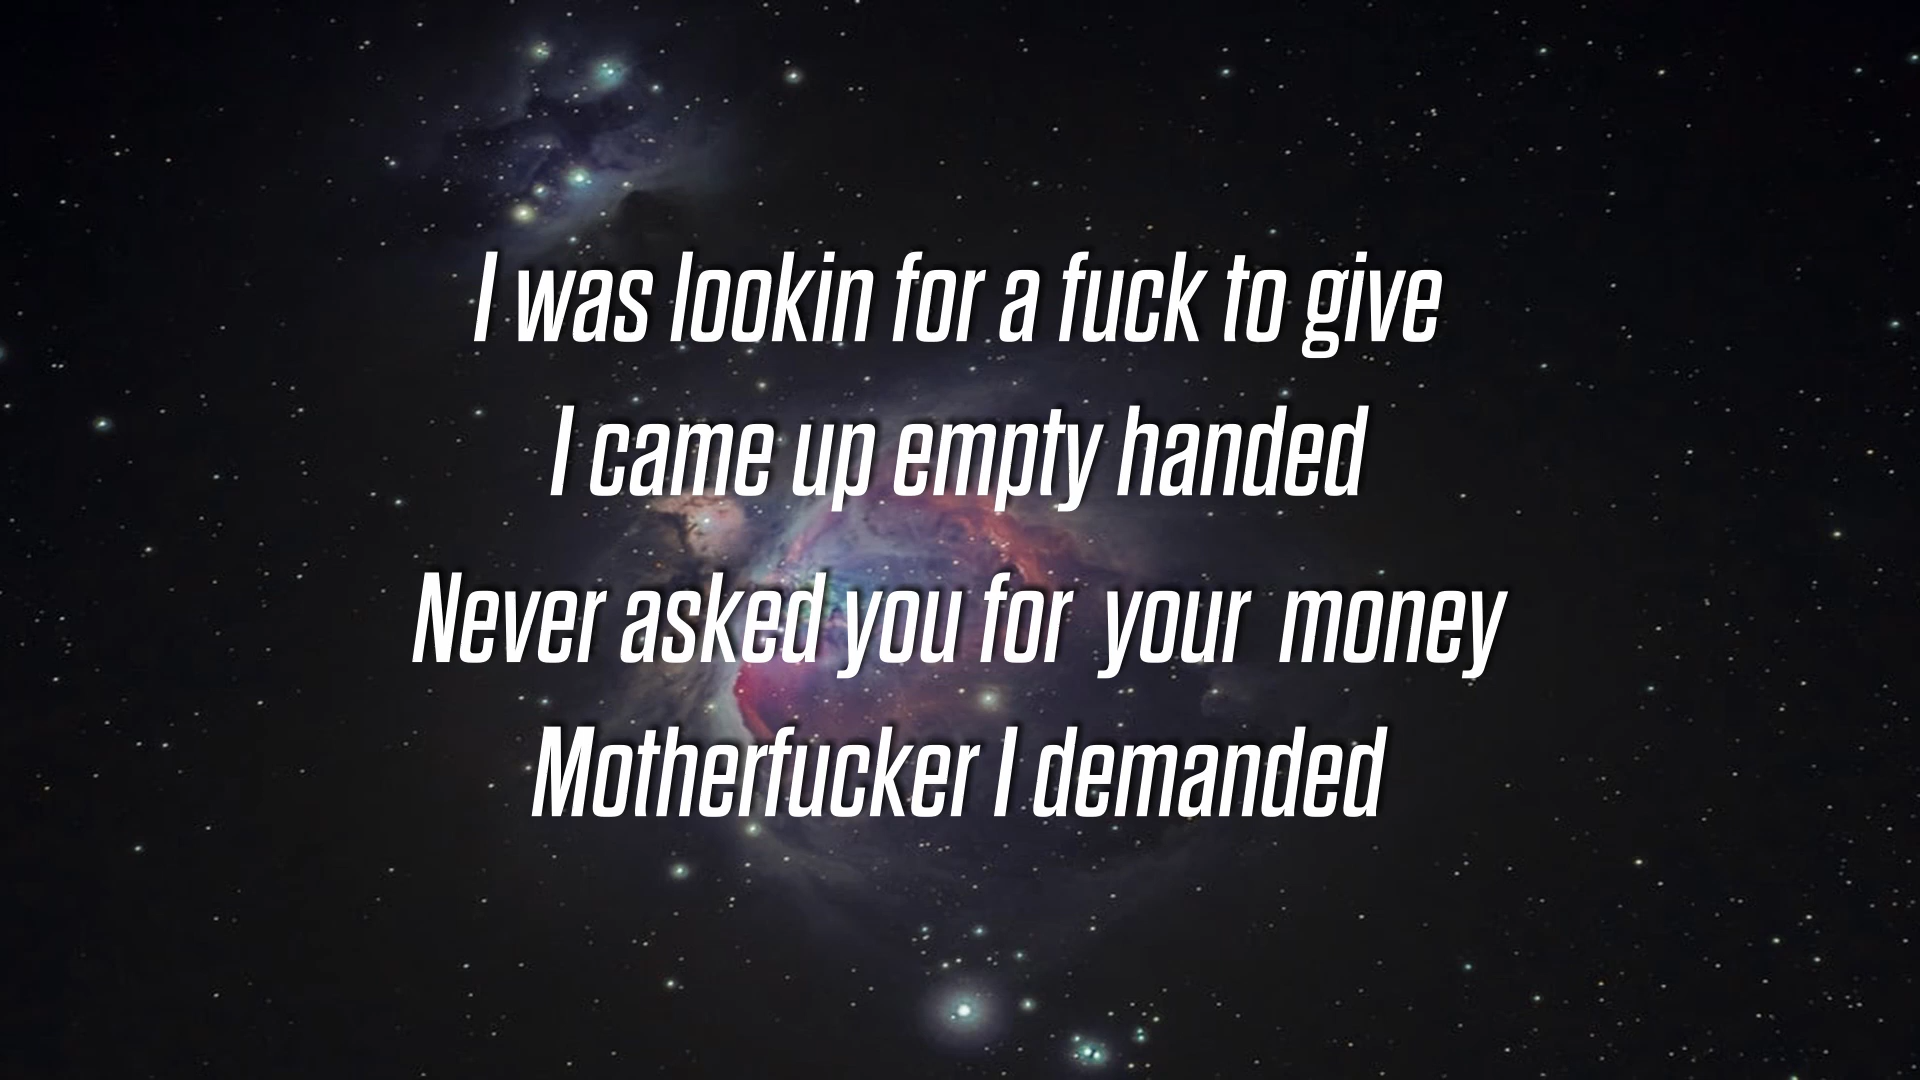 I was lookin for a fuck to give
I came up empty handed
Never asked you for your money
Motherfucker I demanded